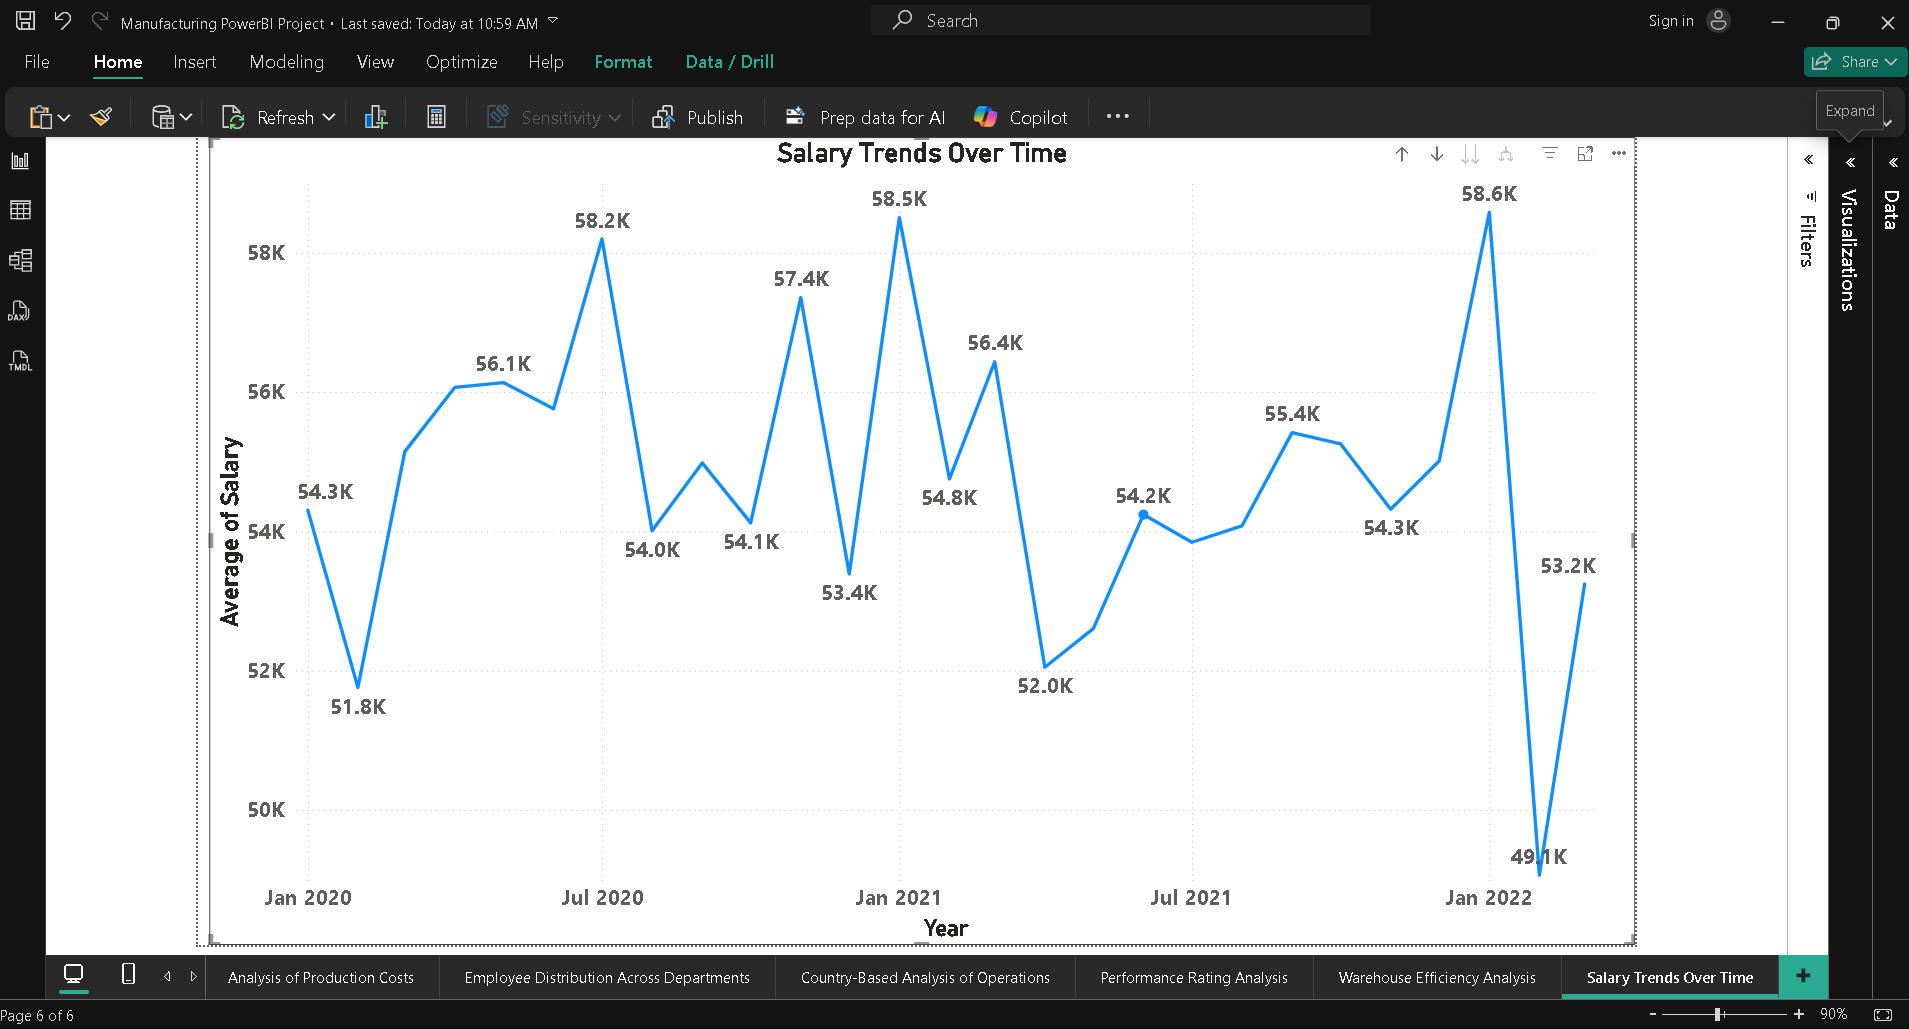 Manufacturing PowerBI Project • Last saved: Today at 10:59 AM
Search
Sign in
File Home Insert Modeling View Optimize Help Format Data / Drill
Share
Refresh Sensitivity Publish Prep data for AI Copilot
Expand
DAX
TMDL
Salary Trends Over Time
Average of Salary
58K
56K
54K
52K
50K
54.3K
51.8K
56.1K
58.2K
54.0K
54.1K
57.4K
53.4K
58.5K
54.8K
56.4K
52.0K
54.2K
55.4K
54.3K
58.6K
49.1K
53.2K
Jan 2020 Jul 2020 Jan 2021 Jul 2021 Jan 2022
Year
Filters
Visualizations
Data
Analysis of Production Costs Employee Distribution Across Departments Country-Based Analysis of Operations Performance Rating Analysis Warehouse Efficiency Analysis Salary Trends Over Time
Page 6 of 6
90%